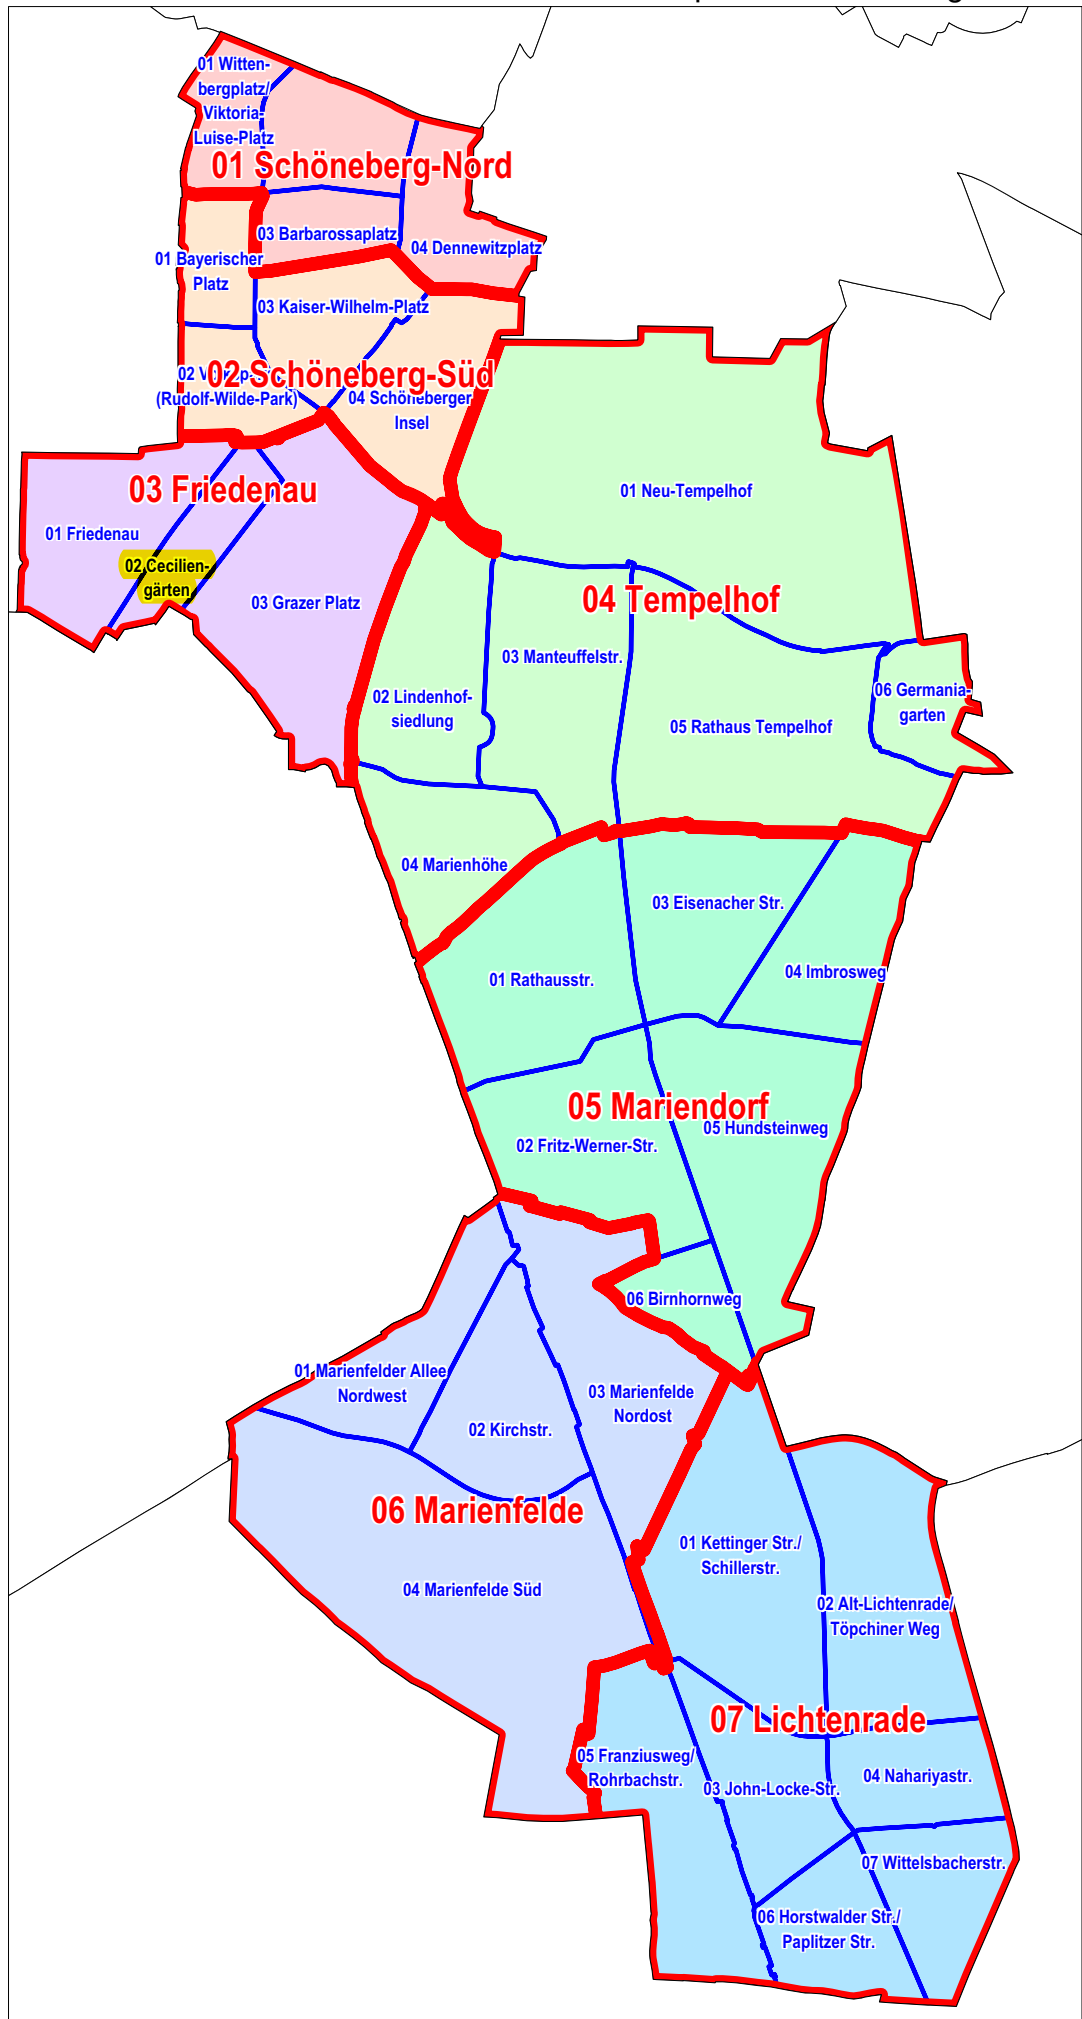 01 Witten-
bergplatz/
Viktoria-
Luise-Platz
01 Schöneberg-Nord
03 Barbarossaplatz
04 Dennewitzplatz
01 Bayerischer
Platz
03 Kaiser-Wilhelm-Platz
02
(Rudolf-Wilde-Park)
02 Schöneberg-Süd
04 Schöneberger
Insel
03 Friedenau
01 Friedenau
02 Cecilien-
gärten
03 Grazer Platz
01 Neu-Tempelhof
04 Tempelhof
03 Manteuffelstr.
02 Lindenhof-
siedlung
06 Germania-
garten
05 Rathaus Tempelhof
04 Marienhöhe
03 Eisenacher Str.
01 Rathausstr.
04 Imbrosweg
05 Mariendorf
05 Hundsteinweg
02 Fritz-Werner-Str.
06 Birnhornweg
01 Marienfelder Allee
Nordwest
03 Marienfelde
Nordost
02 Kirchstr.
06 Marienfelde
04 Marienfelde Süd
01 Kettinger Str./
Schillerstr.
02 Alt-Lichtenrade/
Töpchiner Weg
07 Lichtenrade
05 Franziusweg/
Rohrbachstr.
03 John-Locke-Str.
04 Nahariyastr.
07 Wittelsbacherstr.
06 Horstwalder Str./
Paplitzer Str.